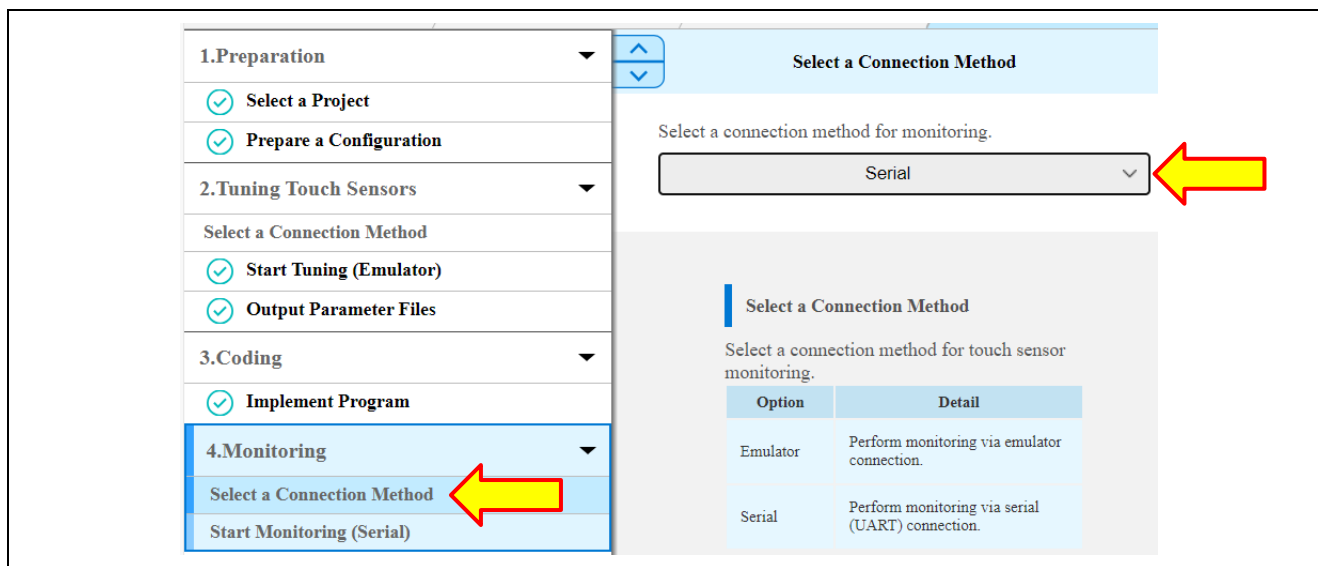 1.Preparation
Select a Project
Prepare a Configuration
2.Tuning Touch Sensors
Select a Connection Method
Start Tuning (Emulator)
Output Parameter Files
3.Coding
Implement Program
4.Monitoring
Select a Connection Method
Start Monitoring (Serial)
Select a Connection Method
Select a connection method for monitoring.
Serial
Select a Connection Method
Select a connection method for touch sensor
monitoring.
Option Detail
Emulator Perform monitoring via emulator
connection.
Serial Perform monitoring via serial
(UART) connection.